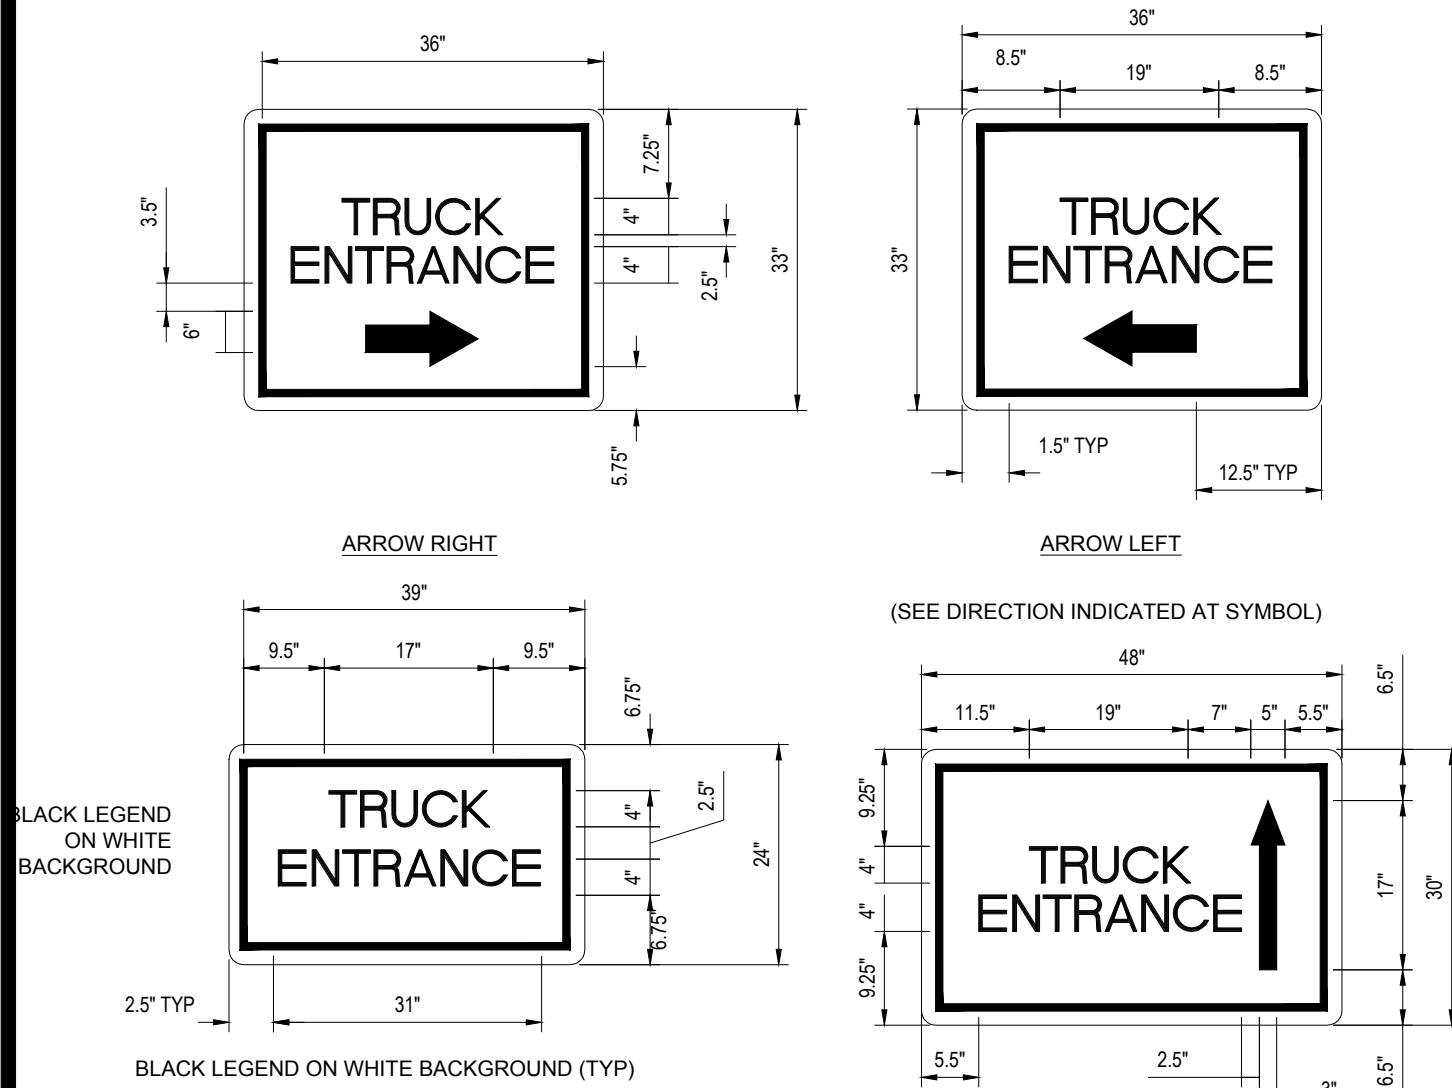 36"
3.5"
6"
TRUCK
ENTRANCE
7.25"
4"
4"
2.5"
33"
5.75"
ARROW RIGHT
36"
8.5"
19"
8.5"
33"
TRUCK
ENTRANCE
1.5" TYP
12.5" TYP
ARROW LEFT
(SEE DIRECTION INDICATED AT SYMBOL)
39"
9.5"
17"
9.5"
6.75"
BLACK LEGEND
ON WHITE
BACKGROUND
TRUCK
ENTRANCE
4"
4"
2.5"
24"
6.75"
2.5" TYP
31"
BLACK LEGEND ON WHITE BACKGROUND (TYP)
48"
11.5"
19"
7"
5"
5.5"
6.5"
9.25"
4"
4"
9.25"
TRUCK
ENTRANCE
17"
30"
5.5"
2.5"
3"
6.5"